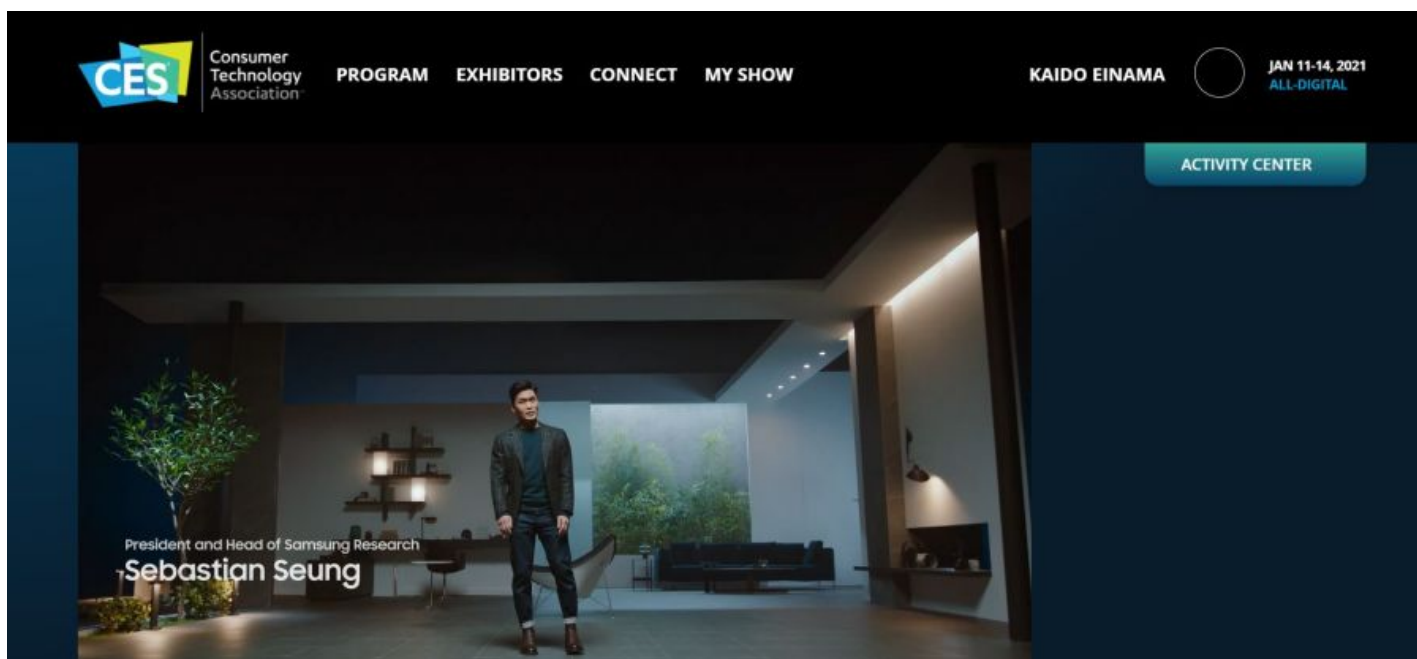 CES
Consumer
Technology
Association
PROGRAM EXHIBITORS CONNECT MY SHOW
KAIDO EINAMA
JAN 11-14, 2021
ALL-DIGITAL
ACTIVITY CENTER
President and Head of Samsung Research
Sebastian Seung